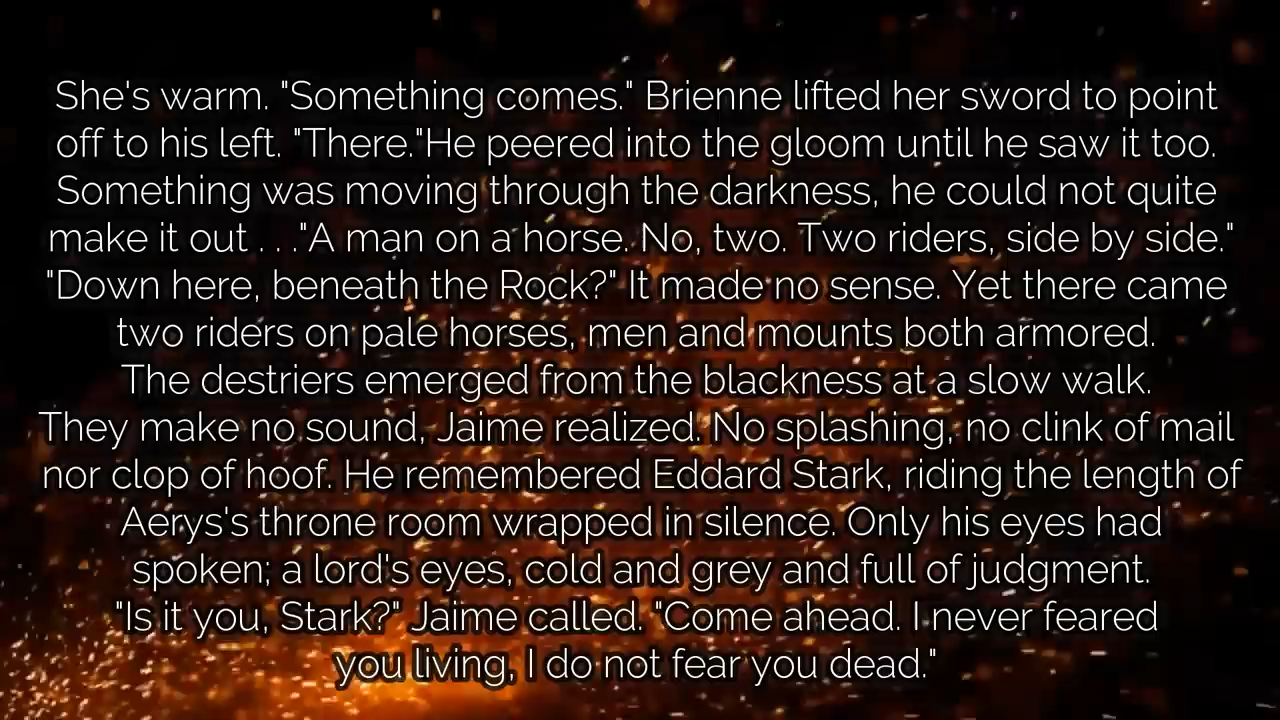 She's warm. "Something comes." Brienne lifted her sword to point
off to his left. "There."He peered into the gloom until he saw it too.
Something was moving through the darkness, he could not quite
make it out . . ."A man on a horse. No, two. Two riders, side by side."
"Down here, beneath the Rock?" It made no sense. Yet there came
two riders on pale horses, men and mounts both armored.
The destriers emerged from the blackness at a slow walk.
They make no sound, Jaime realized. No splashing, no clink of mail
nor clop of hoof. He remembered Eddard Stark, riding the length of
Aerys's throne room wrapped in silence. Only his eyes had
spoken; a lord's eyes, cold and grey and full of judgment.
"Is it you, Stark?" Jaime called. "Come ahead. I never feared
you living, I do not fear you dead."